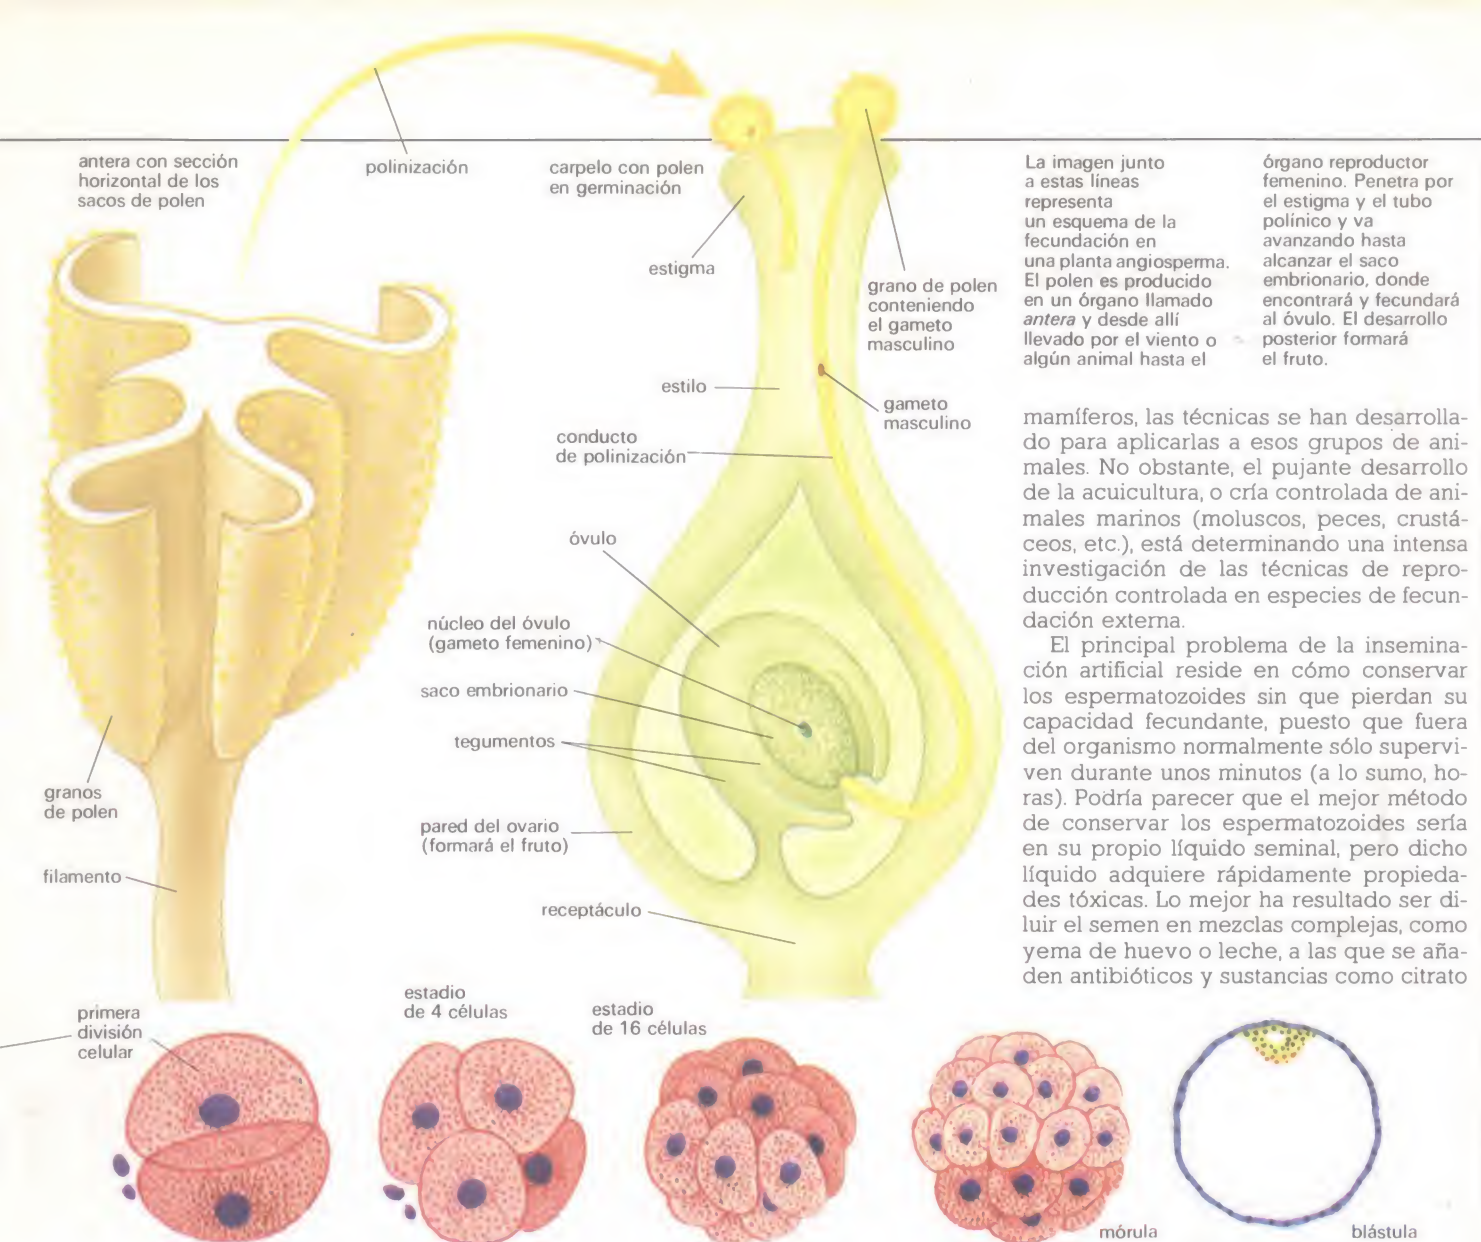 antera con sección
horizontal de los
sacos de polen
polinización
carpelo con polen
en germinación
estigma
grano de polen
conteniendo
el gameto
masculino
estilo
gameto
masculino
conducto
de polinización
óvulo
núcleo del óvulo
(gameto femenino)
saco embrionario
tegumentos
granos
de polen
pared del ovario
(formará el fruto)
filamento
receptáculo
La imagen junto
a estas líneas
representa
un esquema de la
fecundación en
una planta angiosperma.
El polen es producido
en un órgano llamado
antera y desde allí
llevado por el viento o
algún animal hasta el
órgano reproductor
femenino. Penetra por
el estigma y el tubo
polínico y va
avanzando hasta
alcanzar el saco
embrionario, donde
encontrará y fecundará
al óvulo. El desarrollo
posterior formará
el fruto.
mamíferos, las técnicas se han desarrolla-
do para aplicarlas a esos grupos de ani-
males. No obstante, el pujante desarrollo
de la acuicultura, o cría controlada de ani-
males marinos (moluscos, peces, crustá-
ceos, etc.), está determinando una intensa
investigación de las técnicas de repro-
ducción controlada en especies de fecun-
dación externa.
El principal problema de la insemina-
ción artificial reside en cómo conservar
los espermatozoides sin que pierdan su
capacidad fecundante, puesto que fuera
del organismo normalmente sólo supervi-
ven durante unos minutos (a lo sumo, ho-
ras). Podría parecer que el mejor método
de conservar los espermatozoides sería
en su propio líquido seminal, pero dicho
líquido adquiere rápidamente propieda-
des tóxicas. Lo mejor ha resultado ser di-
luir el semen en mezclas complejas, como
yema de huevo o leche, a las que se aña-
den antibióticos y sustancias como citrato
primera
división
celular
estadio
de 4 células
estadio
de 16 células
mórula
blástula